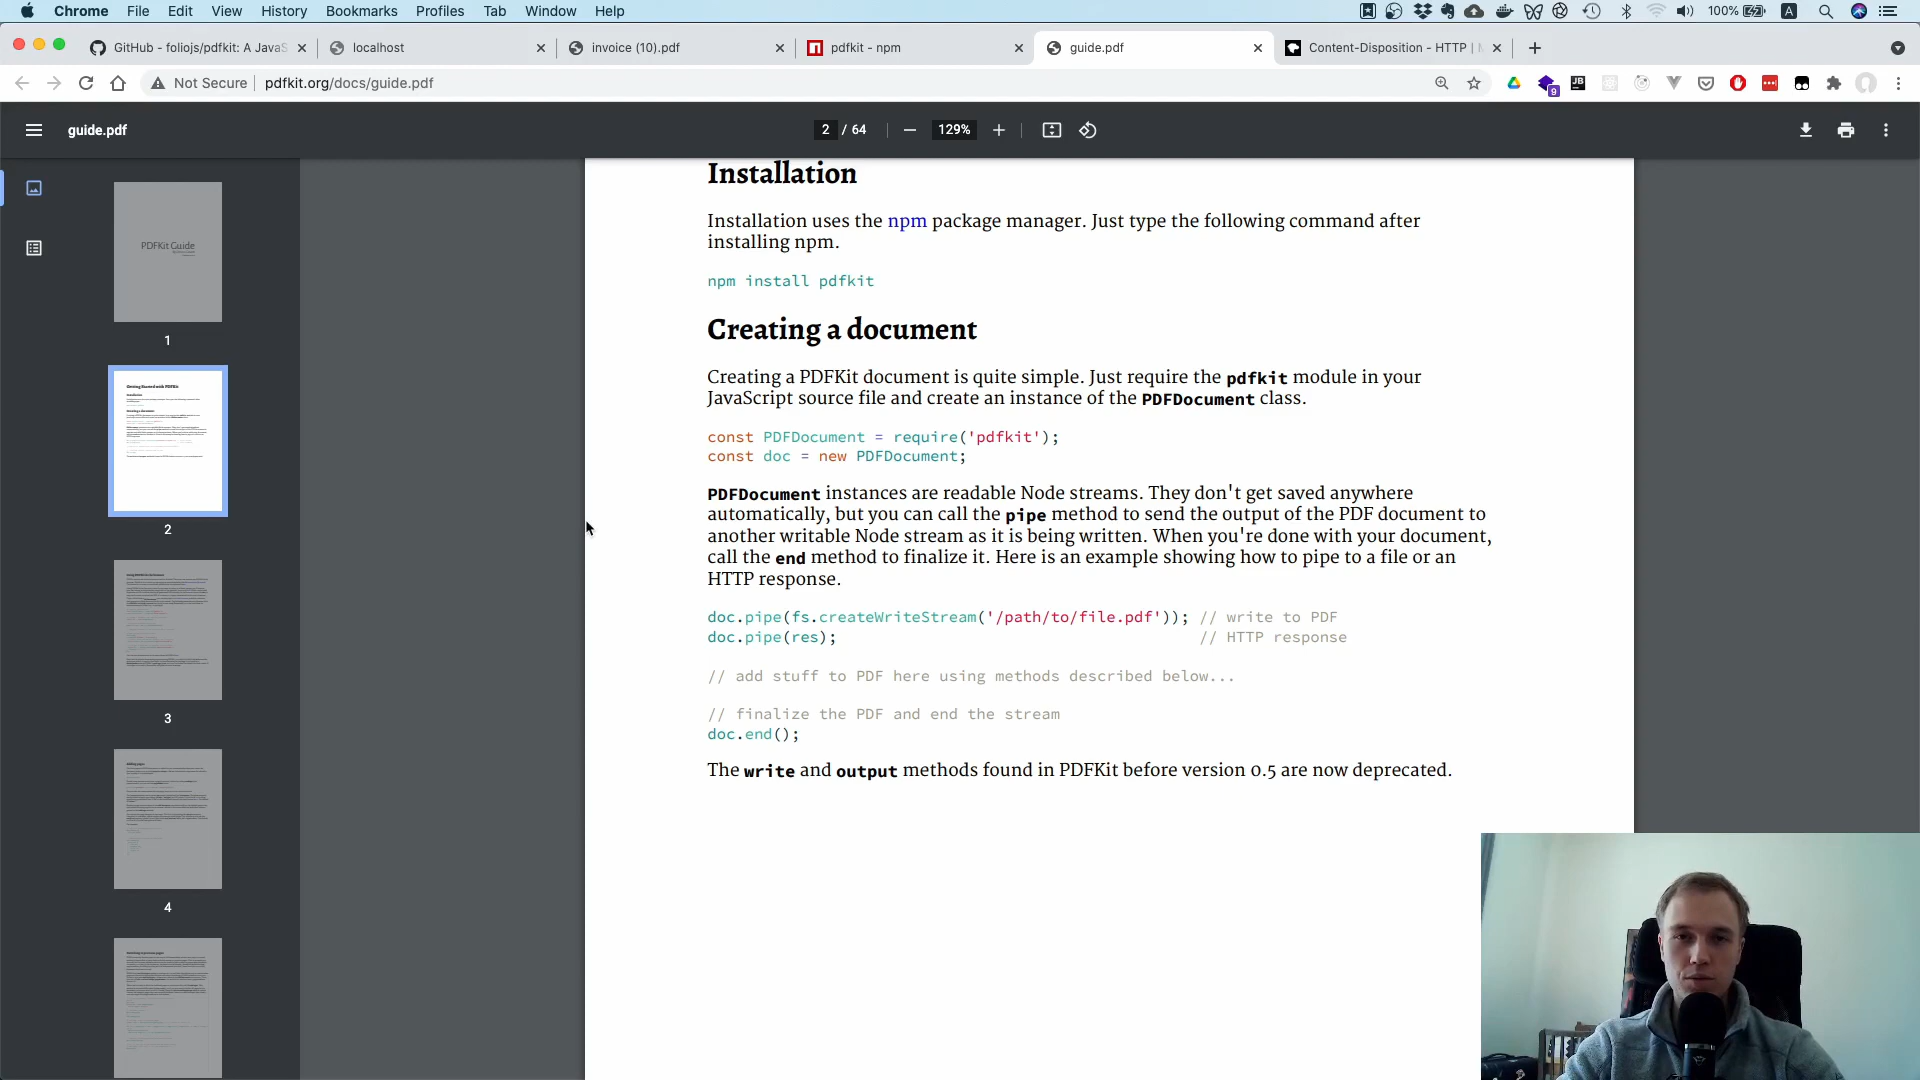 Chrome File Edit View History Bookmarks Profiles Tab Window Help
100%
A
GitHub - foliojs/pdfkit: A JavaS
localhost
invoice (10).pdf
pdfkit - npm
guide.pdf
Content-Disposition - HTTP |
Not Secure
pdfkit.org/docs/guide.pdf
JB
9
guide.pdf
2 / 64
129%
PDFKit Guide
1
Getting Started with PDFKit
2
3
4
Installation
Installation uses the npm package manager. Just type the following command after
installing npm.
npm install pdfkit
Creating a document
Creating a PDFKit document is quite simple. Just require the pdfkit module in your
JavaScript source file and create an instance of the PDFDocument class.
const PDFDocument = require('pdfkit');
const doc = new PDFDocument;
PDFDocument instances are readable Node streams. They don't get saved anywhere
automatically, but you can call the pipe method to send the output of the PDF document to
another writable Node stream as it is being written. When you're done with your document,
call the end method to finalize it. Here is an example showing how to pipe to a file or an
HTTP response.
doc.pipe(fs.createWriteStream('/path/to/file.pdf')); // write to PDF
doc.pipe(res); // HTTP response
// add stuff to PDF here using methods described below...
// finalize the PDF and end the stream
doc.end();
The write and output methods found in PDFKit before version 0.5 are now deprecated.